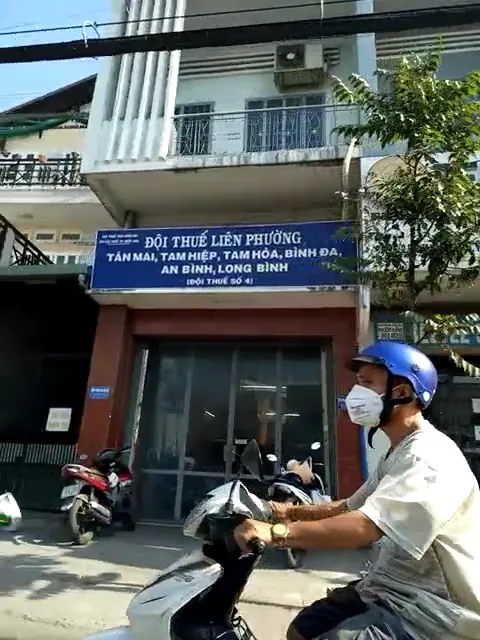 ĐỘI THUẾ LIÊN PHƯỜNG
TÂN MAI, TAM HIỆP, TAM HÒA, BÌNH ĐA,
AN BÌNH, LONG BÌNH
(ĐỘI THUẾ SỐ 4)